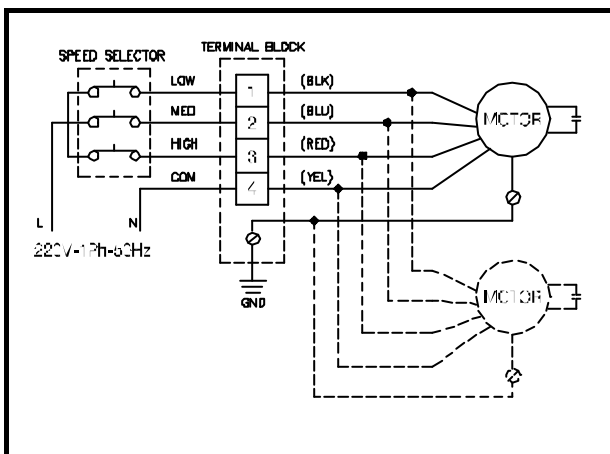 TERMINAL BLOCK
SPEED SELECTOR
LOW 1 (BLK)
MED 2 (BLU)
HIGH 3 (RED)
CON 4 (YEL)
MOTOR
L N
220V-1Ph-50Hz
GND
MOTOR